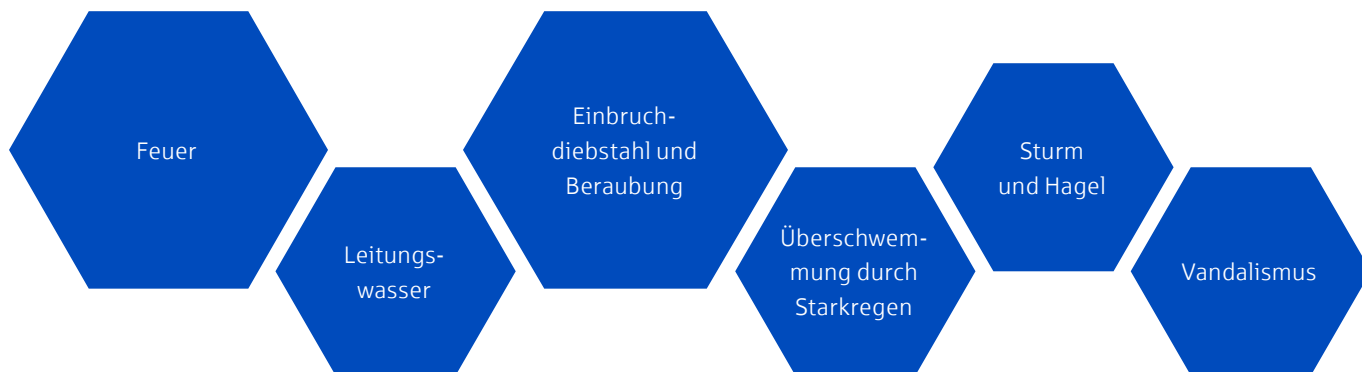 Feuer
Leitungs-
wasser
Einbruch-
diebstahl und
Beraubung
Überschwem-
mung durch
Starkregen
Sturm
und Hagel
Vandalismus